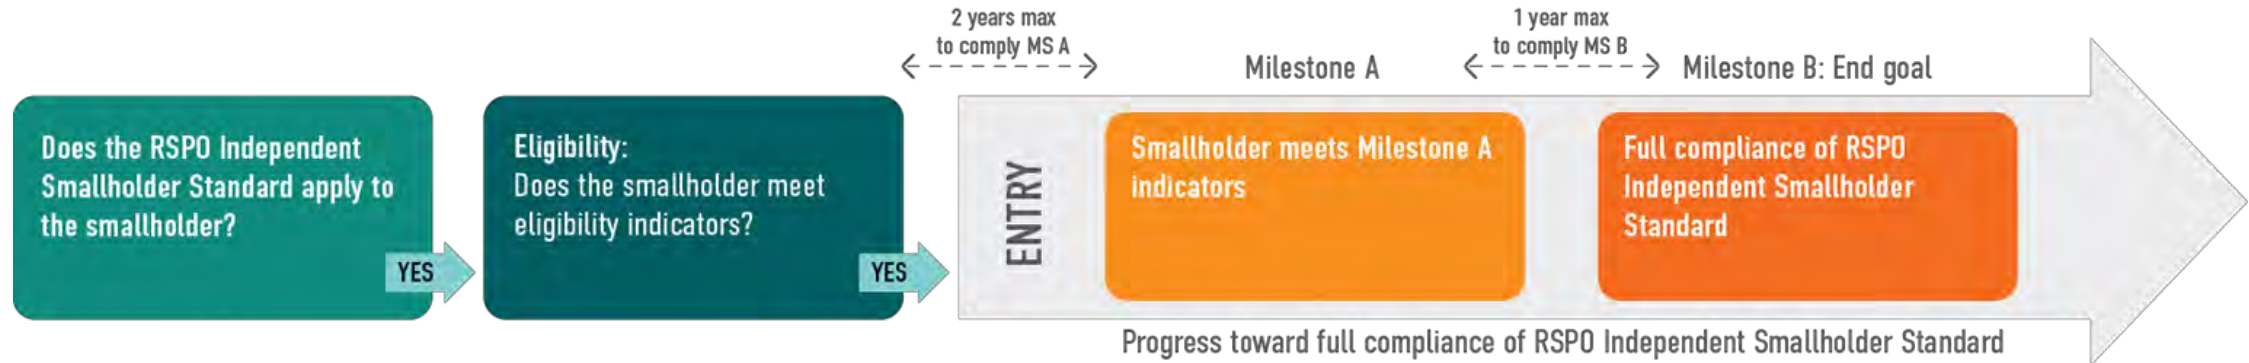 Does the RSPO Independent
Smallholder Standard apply to
the smallholder?
YES
Eligibility:
Does the smallholder meet
eligibility indicators?
YES
2 years max
to comply MS A
ENTRY
Milestone A
Smallholder meets Milestone A
indicators
1 year max
to comply MS B
Milestone B: End goal
Full compliance of RSPO
Independent Smallholder
Standard
Progress toward full compliance of RSPO Independent Smallholder Standard